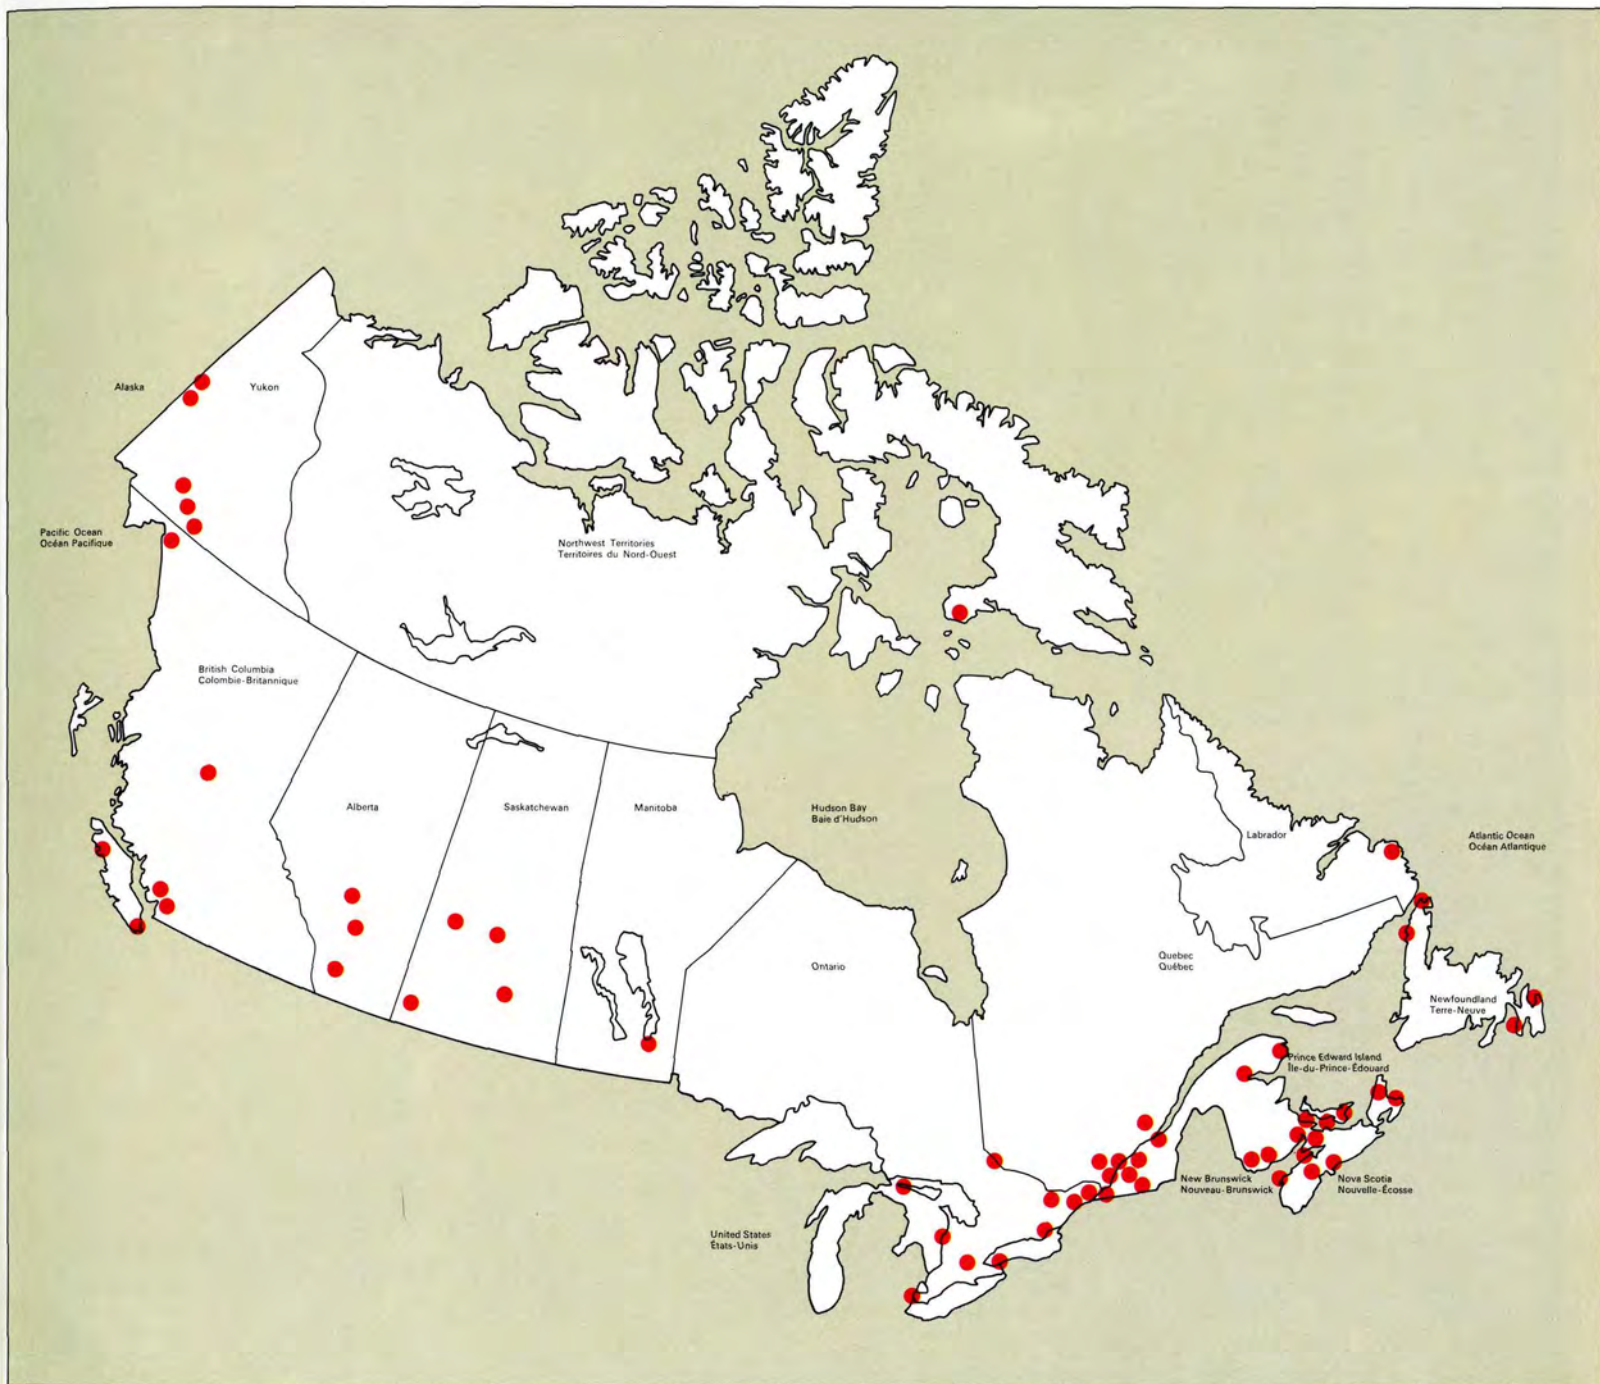 Alaska
Yukon
Pacific Ocean
Océan Pacifique
Northwest Territories
Territoires du Nord-Ouest
British Columbia
Colombie-Britannique
Alberta
Saskatchewan
Manitoba
Hudson Bay
Baie d'Hudson
Labrador
Atlantic Ocean
Océan Atlantique
Ontario
Quebec
Québec
Newfoundland
Terre-Neuve
Prince Edward Island
Île-du-Prince-Édouard
New Brunswick
Nouveau-Brunswick
Nova Scotia
Nouvelle-Écosse
United States
États-Unis